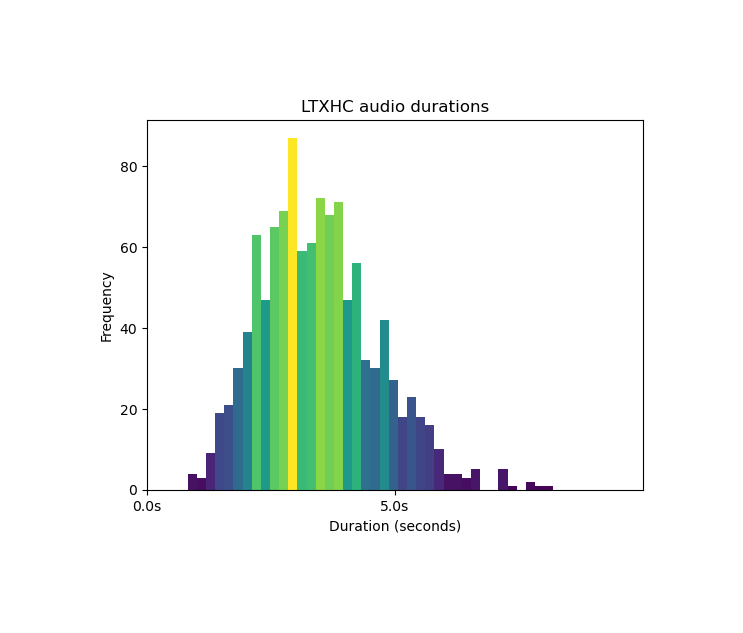 LTXHC audio durations
Frequency
80
60
40
20
0
0.0s 5.0s
Duration (seconds)